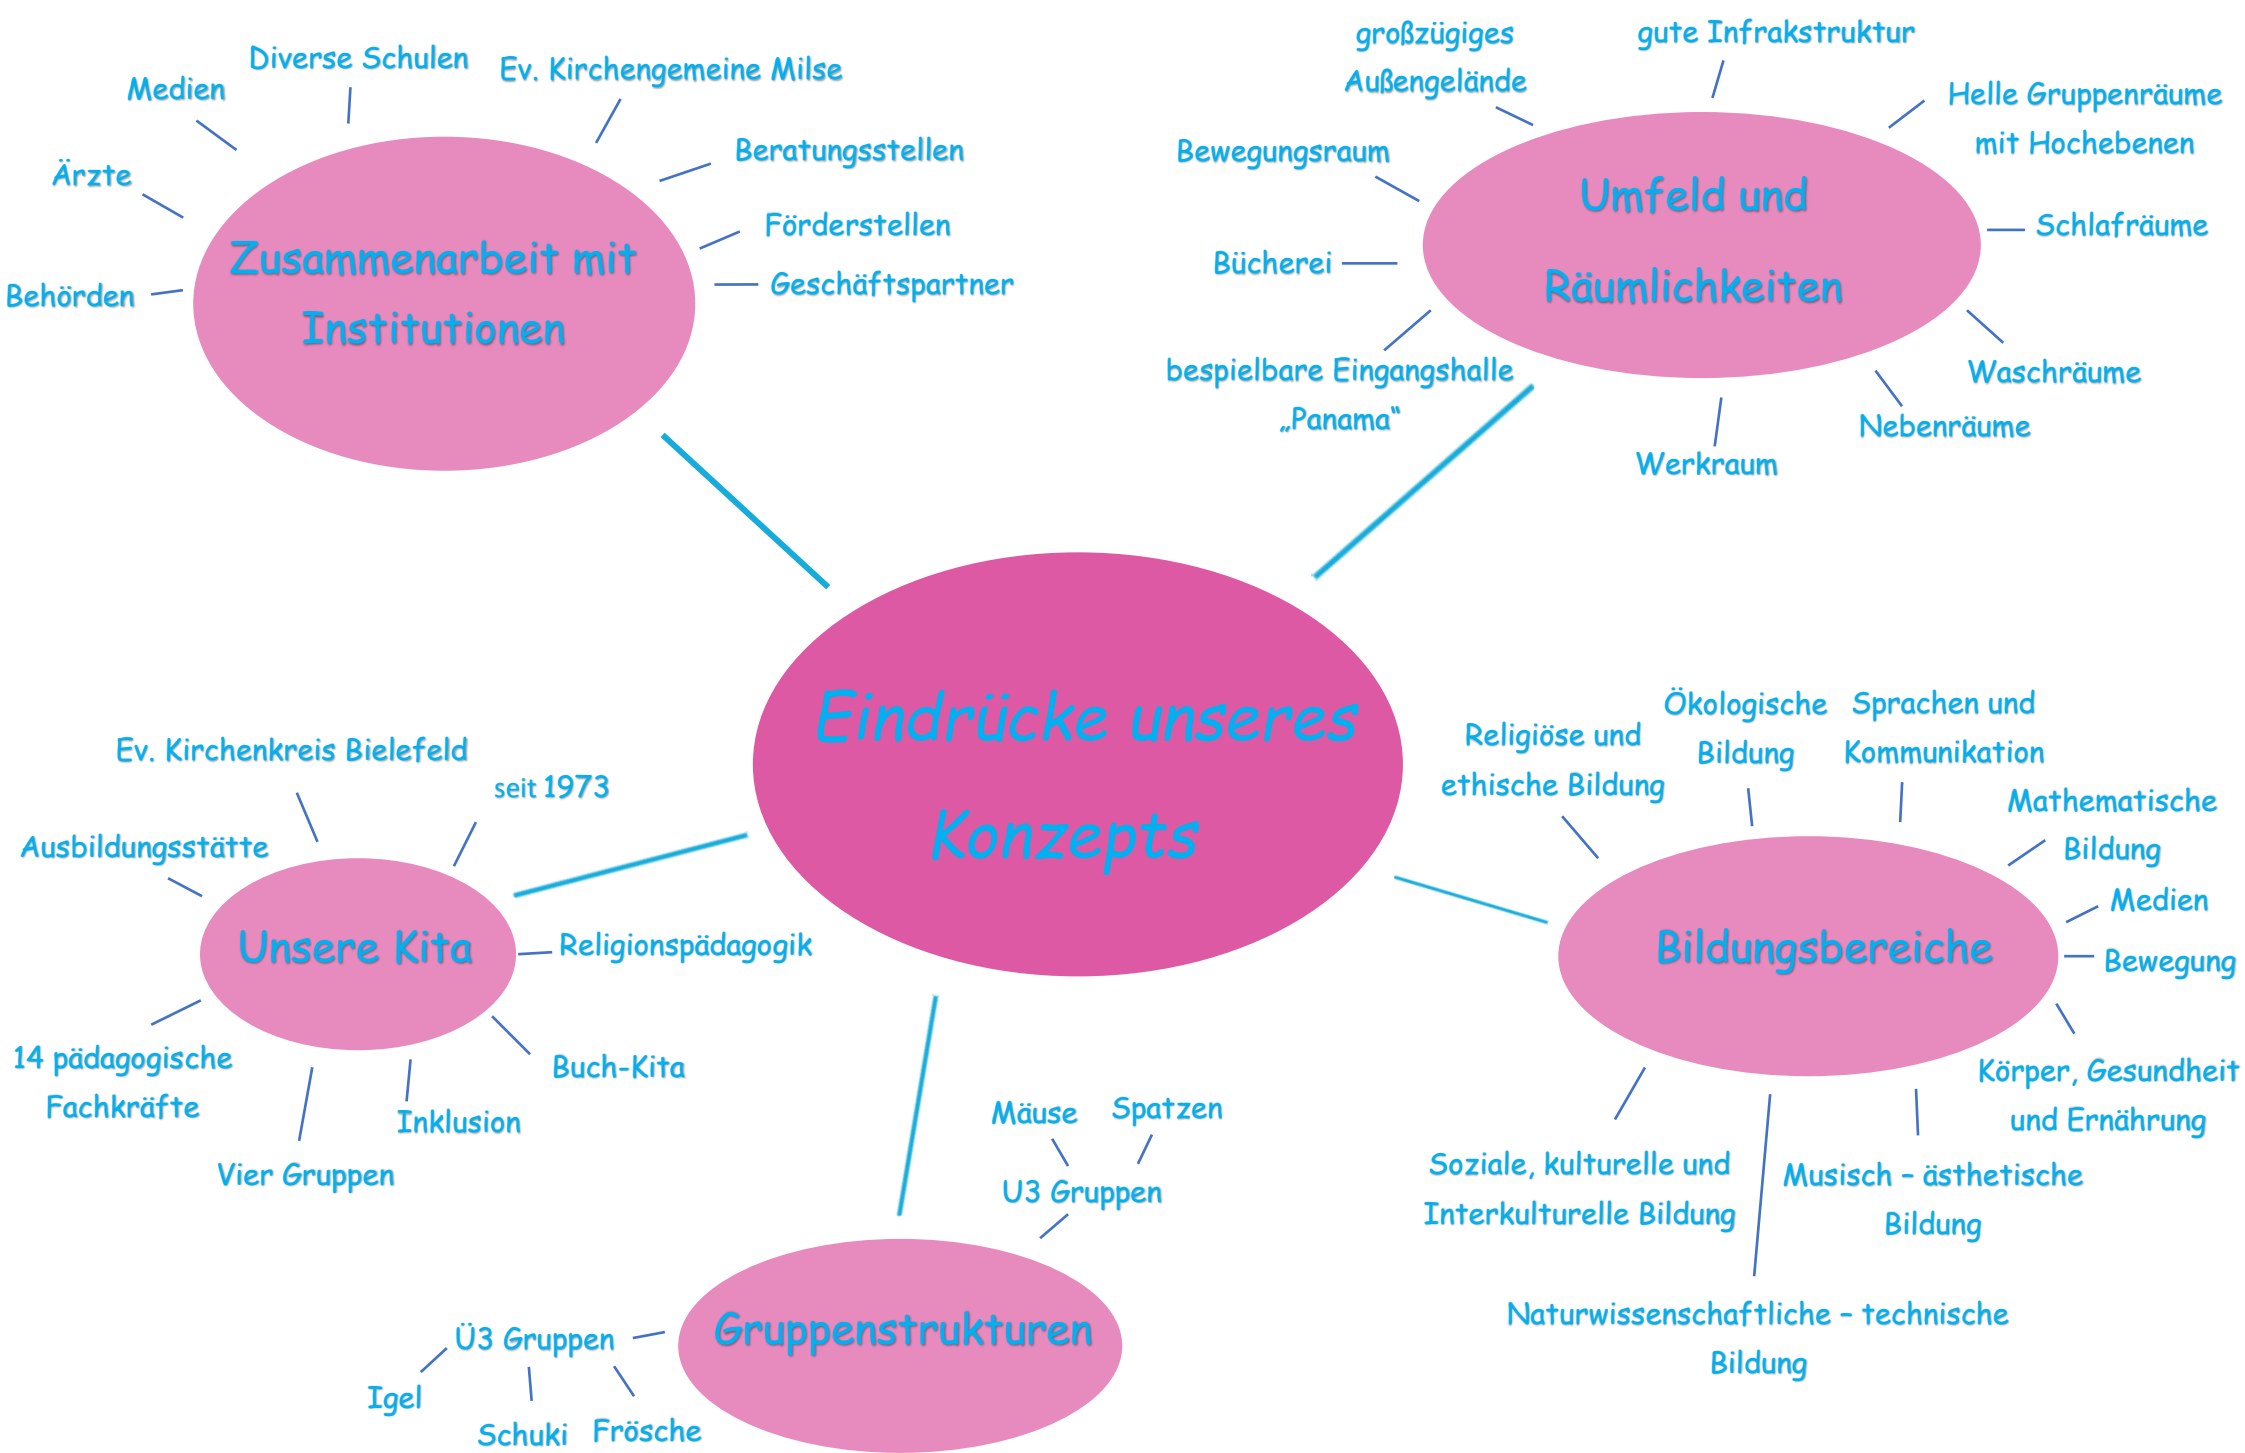 Diverse Schulen
Ev. Kirchengemeine Milse
Medien
Beratungsstellen
Ärzte
Förderstellen
Zusammenarbeit mit
Institutionen
Geschäftspartner
Behörden
großzügiges
Außengelände
gute Infrakstruktur
Helle Gruppenräume
mit Hochebenen
Bewegungsraum
Umfeld und
Räumlichkeiten
Schlafräume
Bücherei
bespielbare Eingangshalle
„Panama“
Waschräume
Nebenräume
Werkraum
Eindrücke unseres
Konzepts
Ev. Kirchenkreis Bielefeld
seit 1973
Ausbildungsstätte
Unsere Kita
Religionspädagogik
14 pädagogische
Fachkräfte
Buch-Kita
Inklusion
Vier Gruppen
Religiöse und
ethische Bildung
Ökologische
Bildung
Sprachen und
Kommunikation
Mathematische
Bildung
Medien
Bildungsbereiche
Bewegung
Körper, Gesundheit
und Ernährung
Soziale, kulturelle und
Interkulturelle Bildung
Musisch – ästhetische
Bildung
Naturwissenschaftliche – technische
Bildung
Mäuse
Spatzen
U3 Gruppen
Gruppenstrukturen
Ü3 Gruppen
Igel
Schuki
Frösche